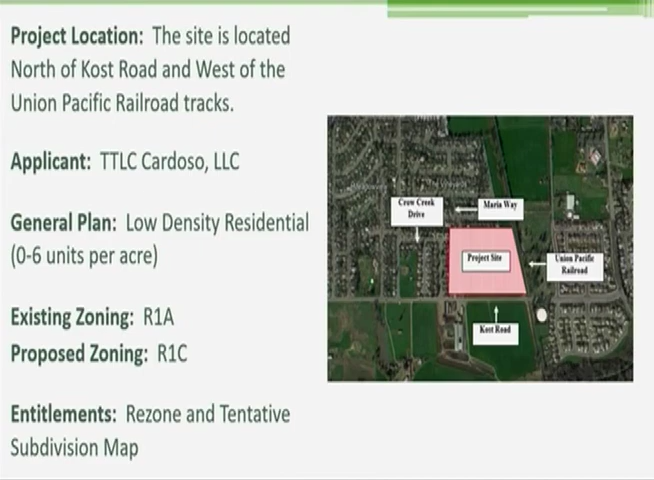 Project Location: The site is located
North of Kost Road and West of the
Union Pacific Railroad tracks.
Applicant: TTLC Cardoso, LLC
General Plan: Low Density Residential
(0-6 units per acre)
Existing Zoning: R1A
Proposed Zoning: R1C
Entitlements: Rezone and Tentative
Subdivision Map
Crow Creek
Drive
Maria Way
Project Site
Union Pacific
Railroad
Kost Road